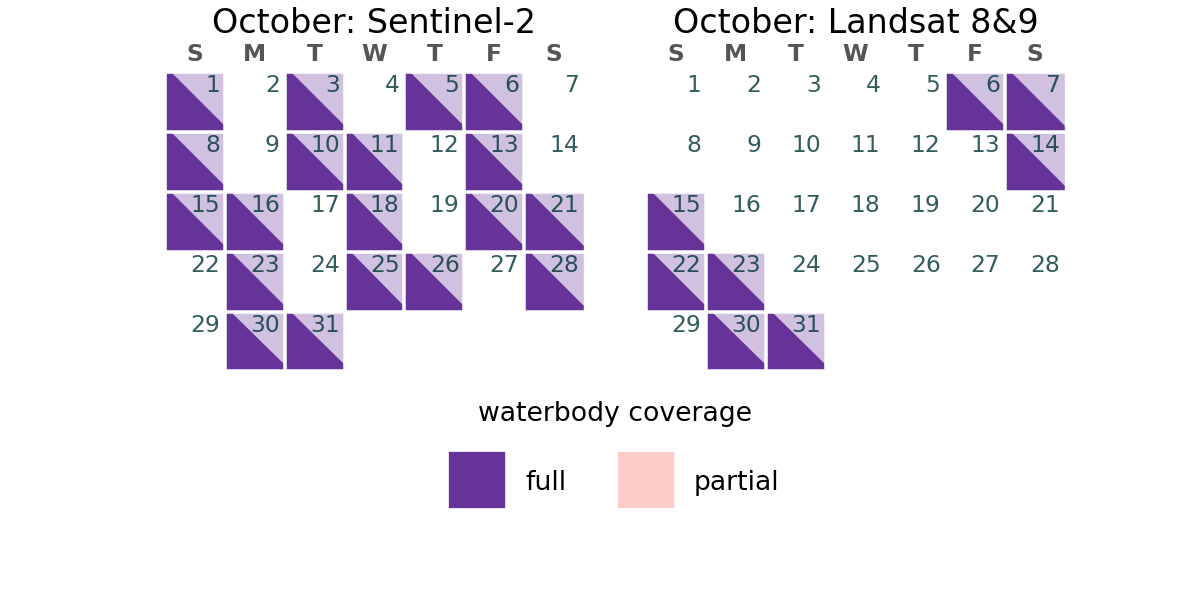 October: Sentinel-2
S M T W T F S
1 2 3 4 5 6 7
8 9 10 11 12 13 14
15 16 17 18 19 20 21
22 23 24 25 26 27 28
29 30 31
October: Landsat 8&9
S M T W T F S
1 2 3 4 5 6 7
8 9 10 11 12 13 14
15 16 17 18 19 20 21
22 23 24 25 26 27 28
29 30 31
waterbody coverage
full partial